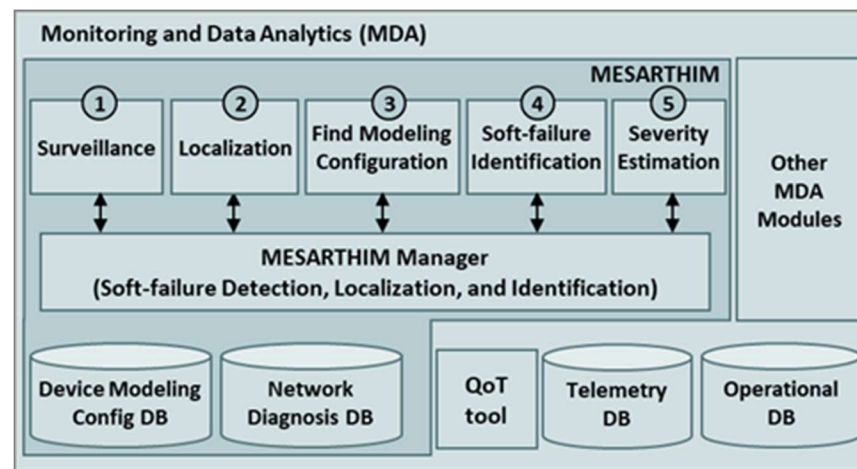 Monitoring and Data Analytics (MDA)
MESARTHIM
1
Surveillance
2
Localization
3
Find Modeling
Configuration
4
Soft-failure
Identification
5
Severity
Estimation
Other
MDA
Modules
MESARTHIM Manager
(Soft-failure Detection, Localization, and Identification)
Device Modeling
Config DB
Network
Diagnosis DB
QoT
tool
Telemetry
DB
Operational
DB